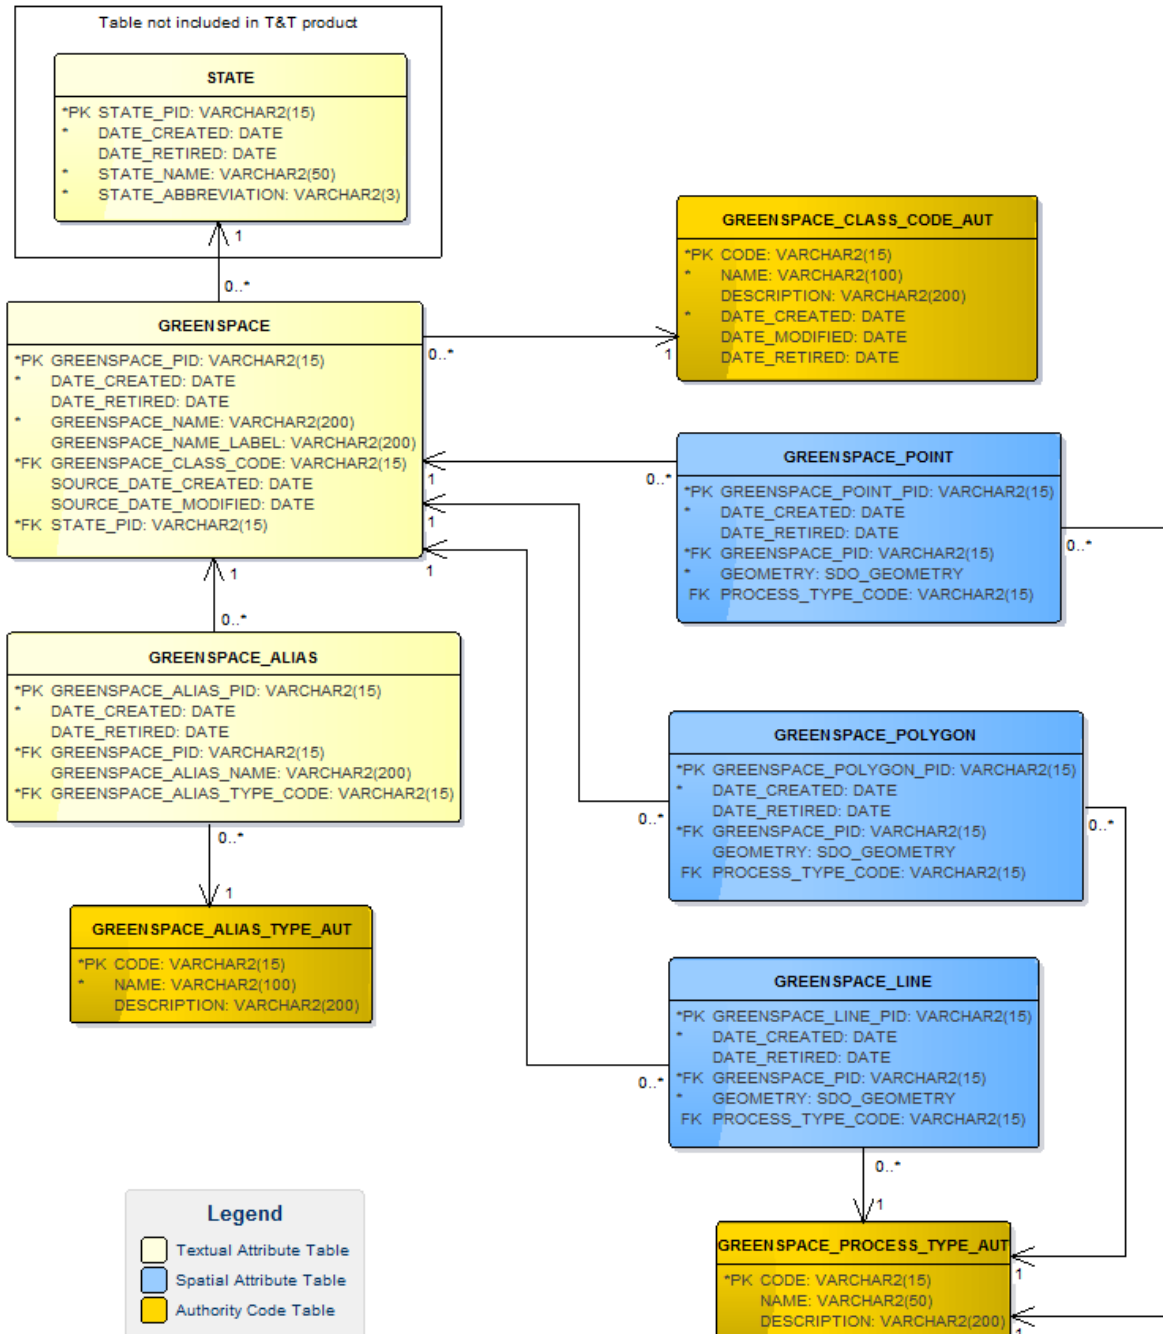 Table not included in T&T product
STATE
*PK STATE_PID: VARCHAR2(15)
* DATE_CREATED: DATE
DATE_RETIRED: DATE
* STATE_NAME: VARCHAR2(50)
* STATE_ABBREVIATION: VARCHAR2(3)
1
0..*
GREENSPACE
*PK GREENSPACE_PID: VARCHAR2(15)
* DATE_CREATED: DATE
DATE_RETIRED: DATE
* GREENSPACE_NAME: VARCHAR2(200)
GREENSPACE_NAME_LABEL: VARCHAR2(200)
*FK GREENSPACE_CLASS_CODE: VARCHAR2(15)
SOURCE_DATE_CREATED: DATE
SOURCE_DATE_MODIFIED: DATE
*FK STATE_PID: VARCHAR2(15)
0..*
1
1
1
1
1
0..*
GREENSPACE_ALIAS
*PK GREENSPACE_ALIAS_PID: VARCHAR2(15)
* DATE_CREATED: DATE
DATE_RETIRED: DATE
*FK GREENSPACE_PID: VARCHAR2(15)
GREENSPACE_ALIAS_NAME: VARCHAR2(200)
*FK GREENSPACE_ALIAS_TYPE_CODE: VARCHAR2(15)
0..*
1
GREENSPACE_ALIAS_TYPE_AUT
*PK CODE: VARCHAR2(15)
* NAME: VARCHAR2(100)
DESCRIPTION: VARCHAR2(200)
GREENSPACE_CLASS_CODE_AUT
*PK CODE: VARCHAR2(15)
* NAME: VARCHAR2(100)
DESCRIPTION: VARCHAR2(200)
* DATE_CREATED: DATE
DATE_MODIFIED: DATE
DATE_RETIRED: DATE
GREENSPACE_POINT
*PK GREENSPACE_POINT_PID: VARCHAR2(15)
* DATE_CREATED: DATE
DATE_RETIRED: DATE
*FK GREENSPACE_PID: VARCHAR2(15)
* GEOMETRY: SDO_GEOMETRY
FK PROCESS_TYPE_CODE: VARCHAR2(15)
0..*
0..*
GREENSPACE_POLYGON
*PK GREENSPACE_POLYGON_PID: VARCHAR2(15)
* DATE_CREATED: DATE
DATE_RETIRED: DATE
*FK GREENSPACE_PID: VARCHAR2(15)
GEOMETRY: SDO_GEOMETRY
FK PROCESS_TYPE_CODE: VARCHAR2(15)
0..*
0..*
GREENSPACE_LINE
*PK GREENSPACE_LINE_PID: VARCHAR2(15)
* DATE_CREATED: DATE
DATE_RETIRED: DATE
*FK GREENSPACE_PID: VARCHAR2(15)
* GEOMETRY: SDO_GEOMETRY
FK PROCESS_TYPE_CODE: VARCHAR2(15)
0..*
0..*
1
GREENSPACE_PROCESS_TYPE_AUT
*PK CODE: VARCHAR2(15)
NAME: VARCHAR2(50)
DESCRIPTION: VARCHAR2(200)
1
1
Legend
Textual Attribute Table
Spatial Attribute Table
Authority Code Table